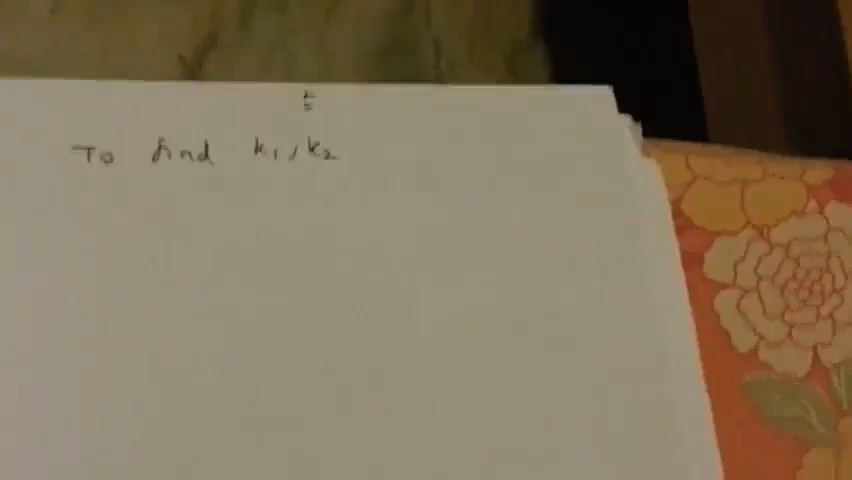 To find k₁, k₂